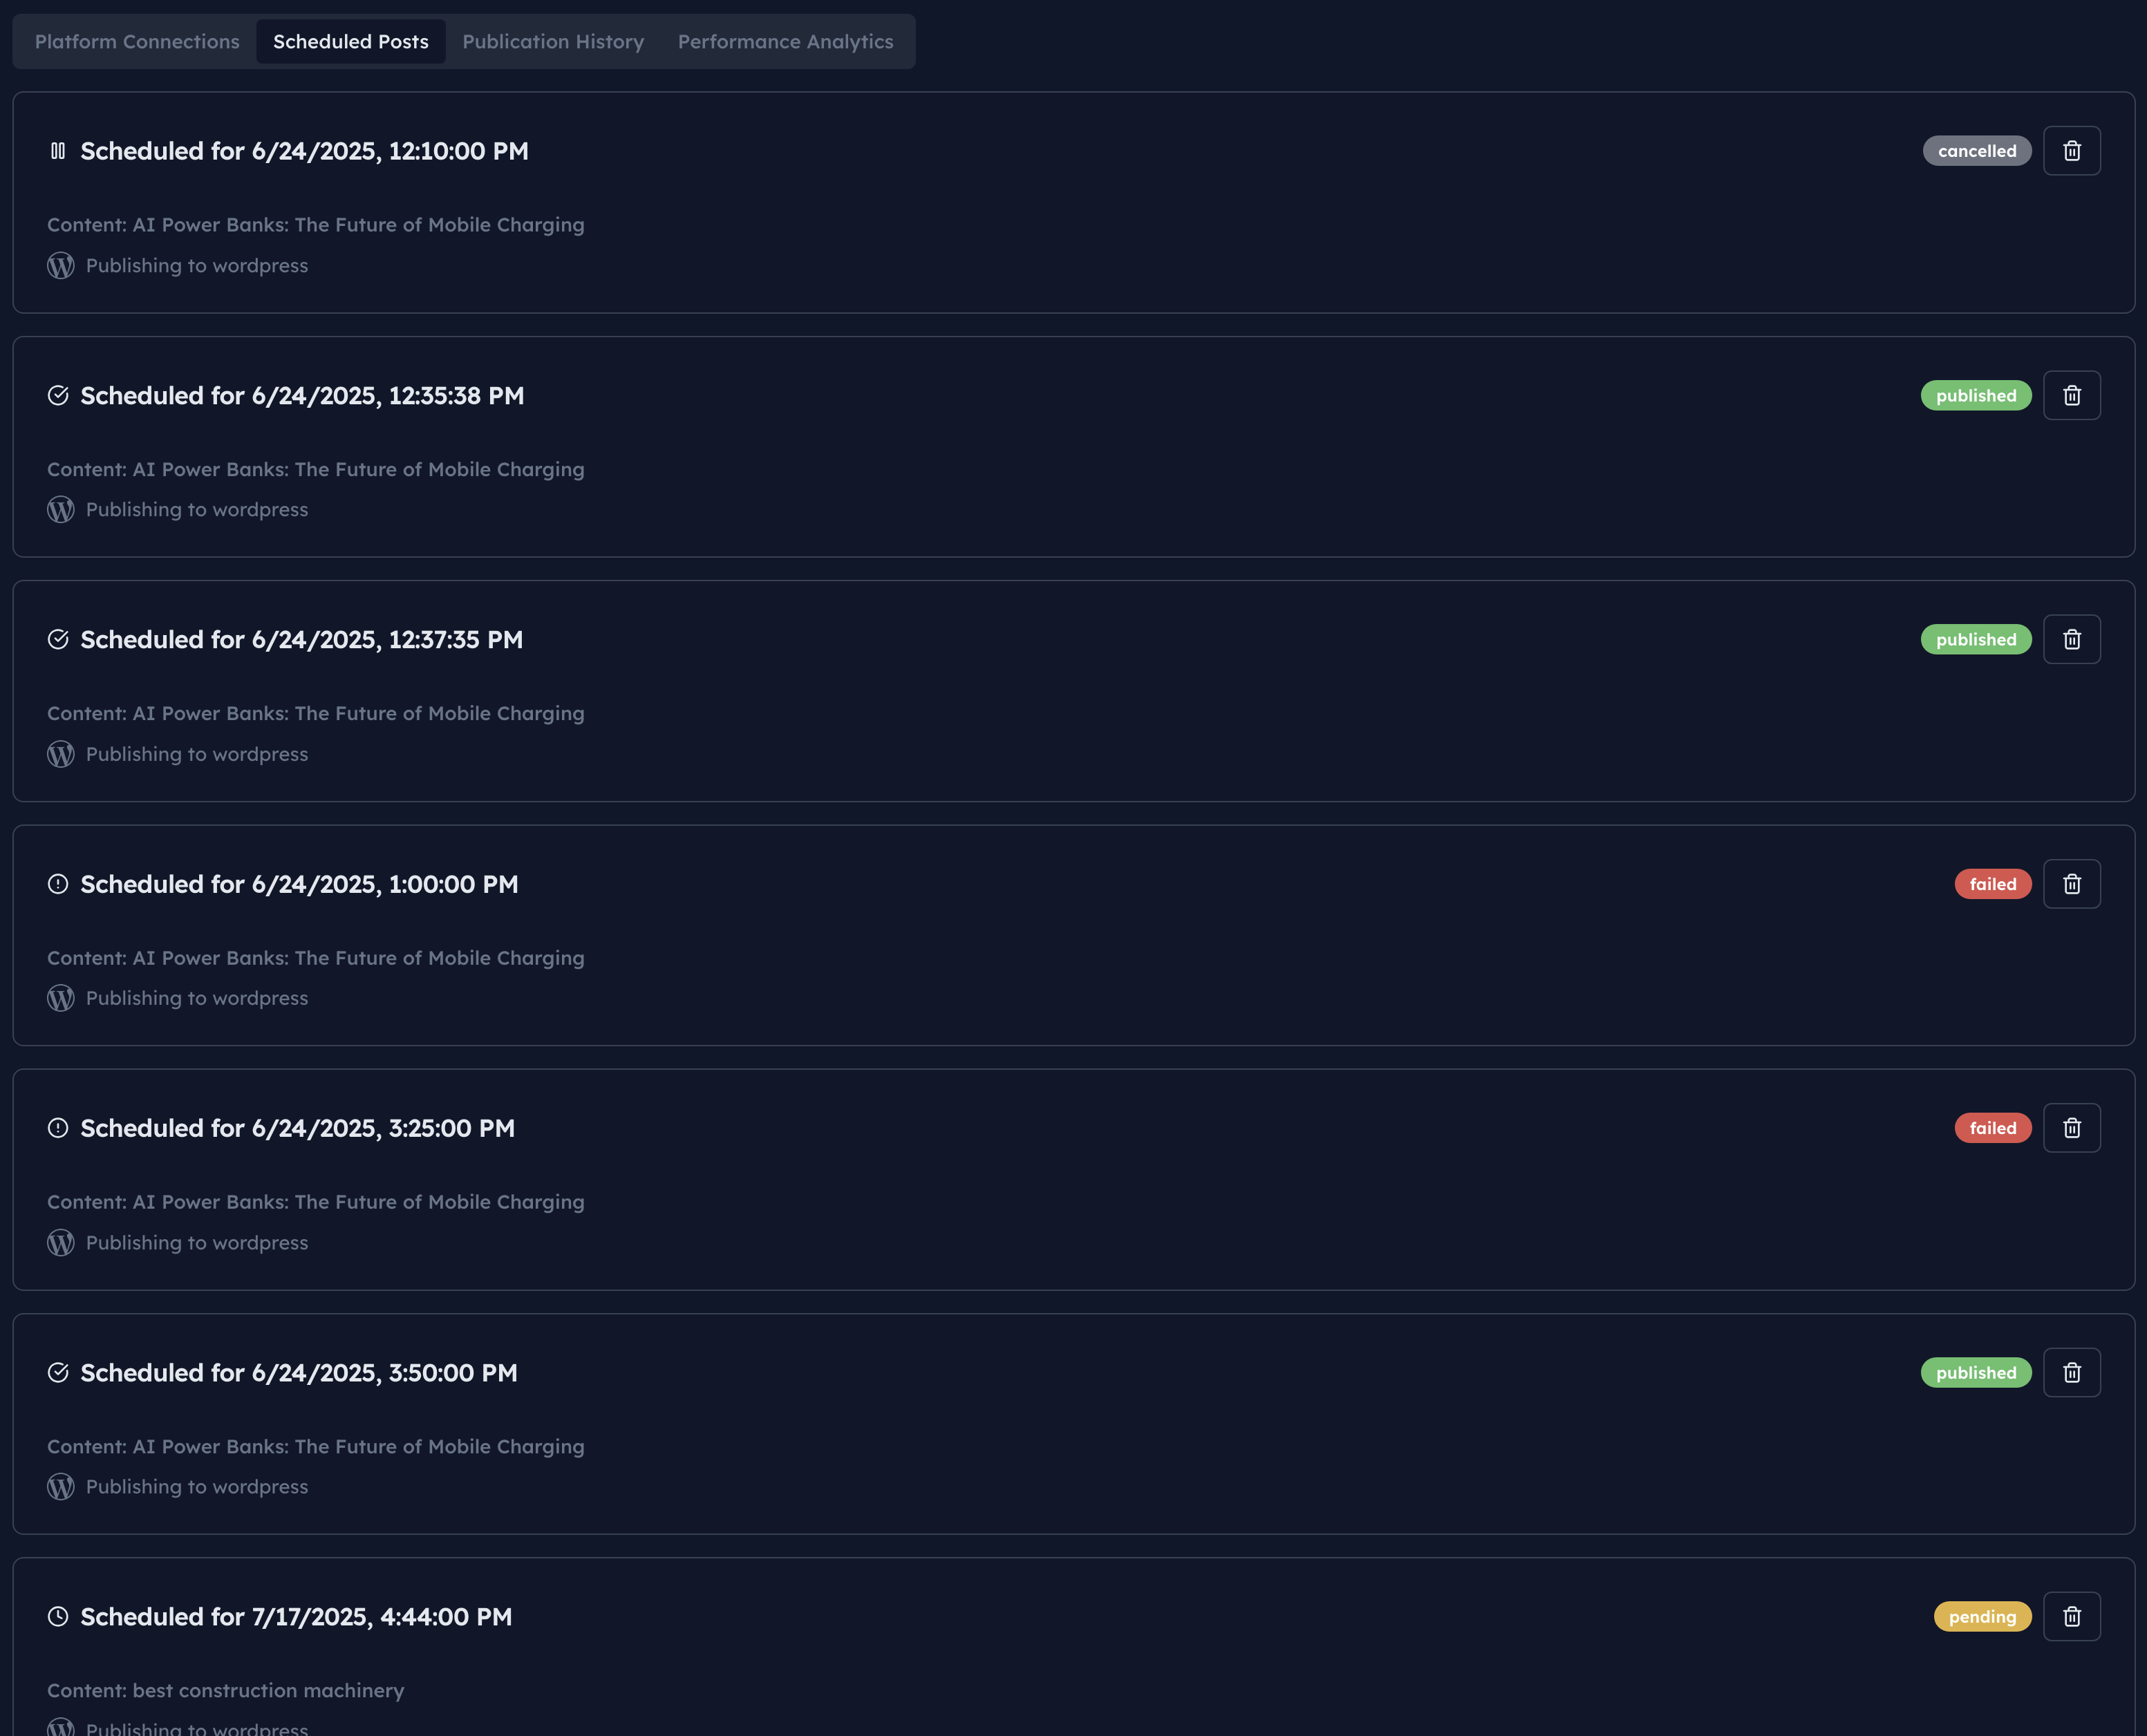 Platform Connections Scheduled Posts Publication History Performance Analytics
Scheduled for 6/24/2025, 12:10:00 PM cancelled
Content: AI Power Banks: The Future of Mobile Charging
Publishing to wordpress
Scheduled for 6/24/2025, 12:35:38 PM published
Content: AI Power Banks: The Future of Mobile Charging
Publishing to wordpress
Scheduled for 6/24/2025, 12:37:35 PM published
Content: AI Power Banks: The Future of Mobile Charging
Publishing to wordpress
Scheduled for 6/24/2025, 1:00:00 PM failed
Content: AI Power Banks: The Future of Mobile Charging
Publishing to wordpress
Scheduled for 6/24/2025, 3:25:00 PM failed
Content: AI Power Banks: The Future of Mobile Charging
Publishing to wordpress
Scheduled for 6/24/2025, 3:50:00 PM published
Content: AI Power Banks: The Future of Mobile Charging
Publishing to wordpress
Scheduled for 7/17/2025, 4:44:00 PM pending
Content: best construction machinery
Publishing to wordpress